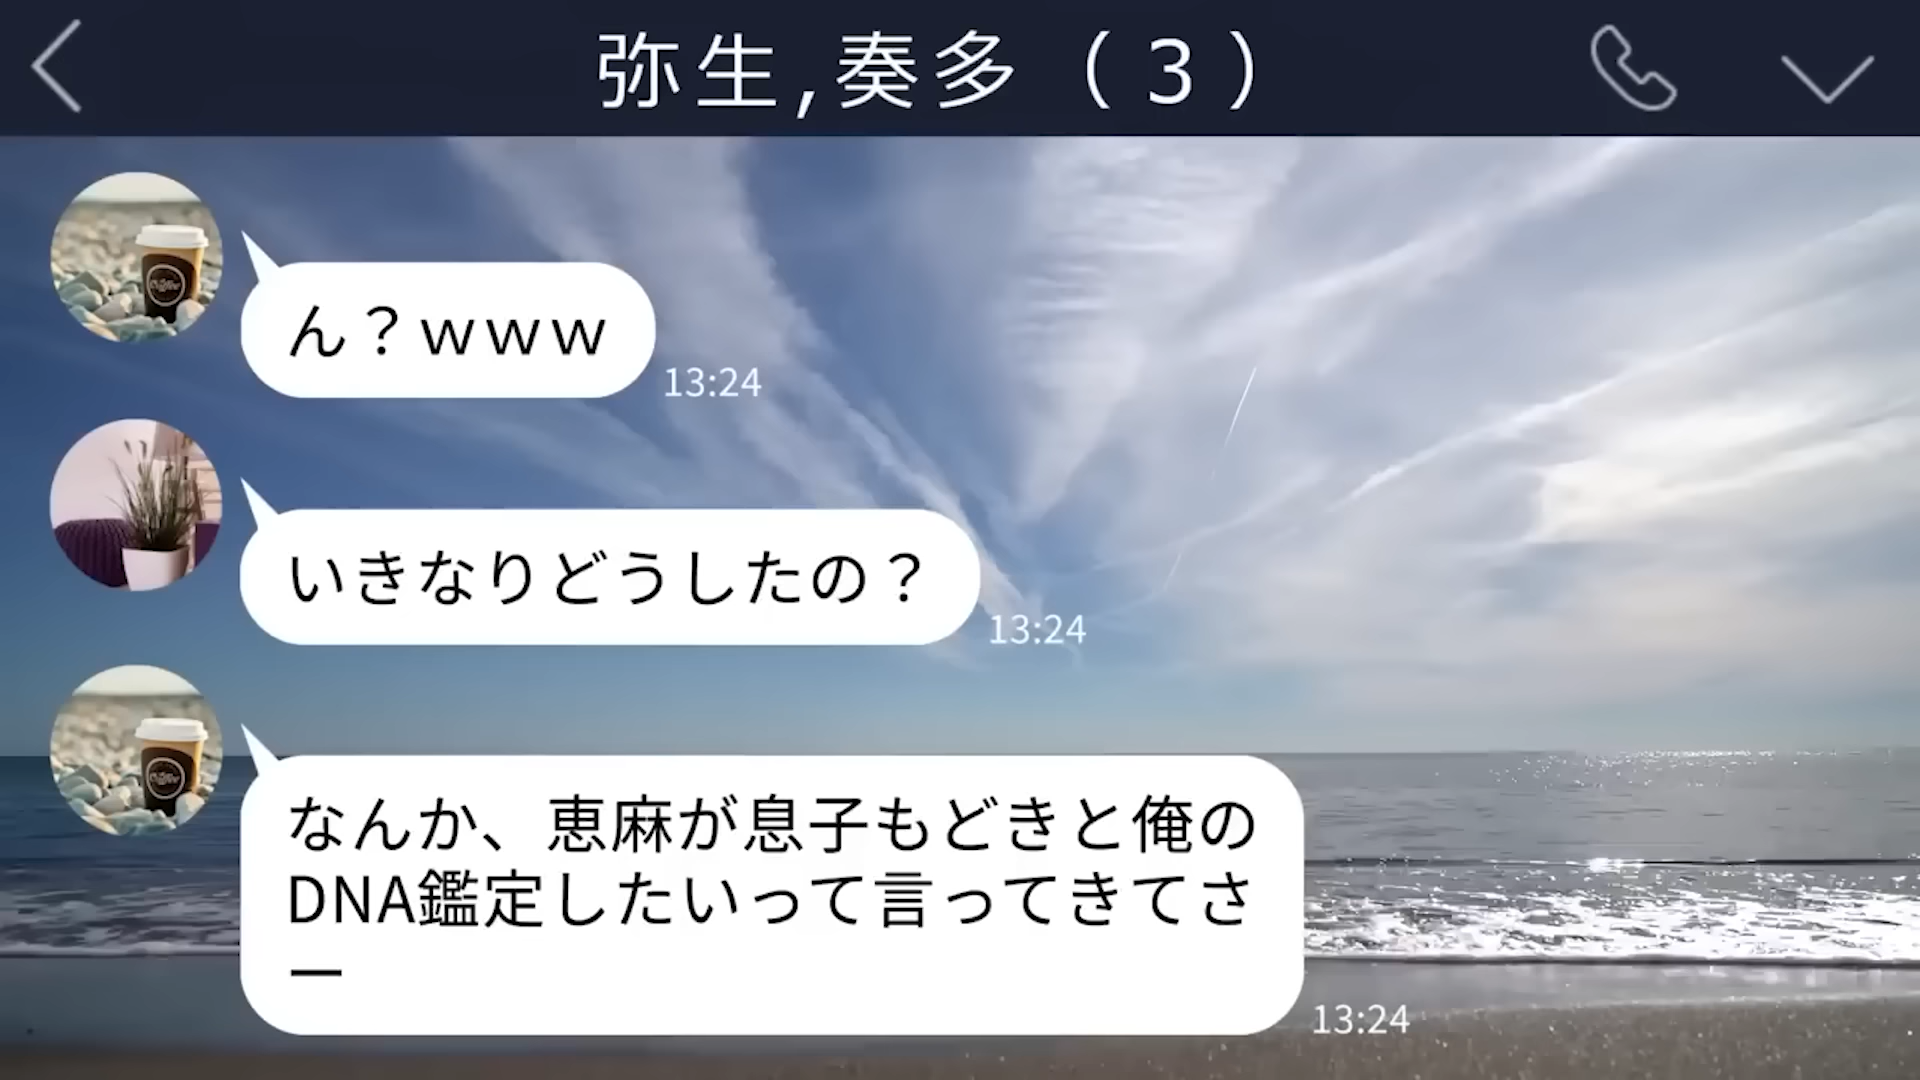 弥生,奏多（3）
ん？ｗｗｗ
13:24
いきなりどうしたの？
13:24
なんか、恵麻が息子もどきと俺の
DNA鑑定したいって言ってきてさ
ー
13:24